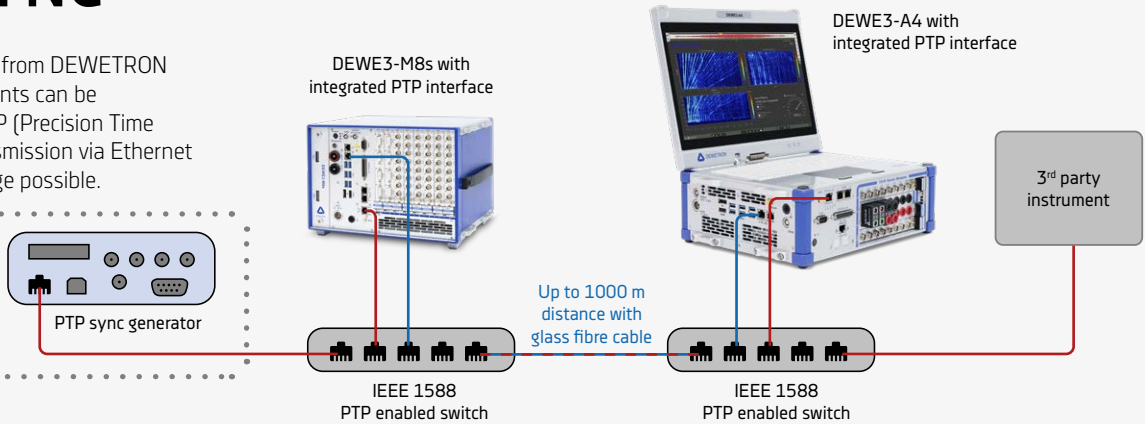 from DEWETRON
nts can be
P (Precision Time
smission via Ethernet
ge possible.
DEWE3-M8s with
integrated PTP interface
DEWE3-A4 with
integrated PTP interface
3rd party
instrument
PTP sync generator
Up to 1000 m
distance with
glass fibre cable
IEEE 1588
PTP enabled switch
IEEE 1588
PTP enabled switch
DEWETRON